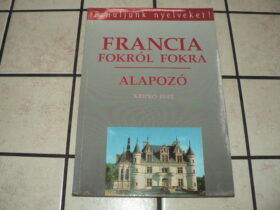 Tanuljunk nyelveket!
FRANCIA
FOKRÓL FOKRA
ALAPOZÓ